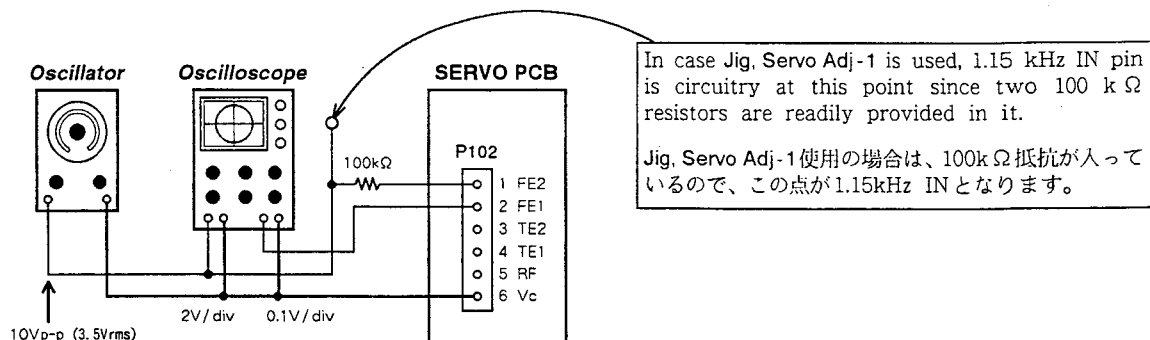 Oscillator
Oscilloscope
SERVO PCB
In case Jig, Servo Adj-1 is used, 1.15 kHz IN pin
is circuitry at this point since two 100 kΩ
resistors are readily provided in it.
Jig, Servo Adj-1使用の場合は、100kΩ抵抗が入って
いるので、この点が1.15kHz INとなります。
100kΩ
P102
1 FE2
2 FE1
3 TE2
4 TE1
5 RF
6 Vc
2V/div
0.1V/div
10Vp-p (3.5Vrms)